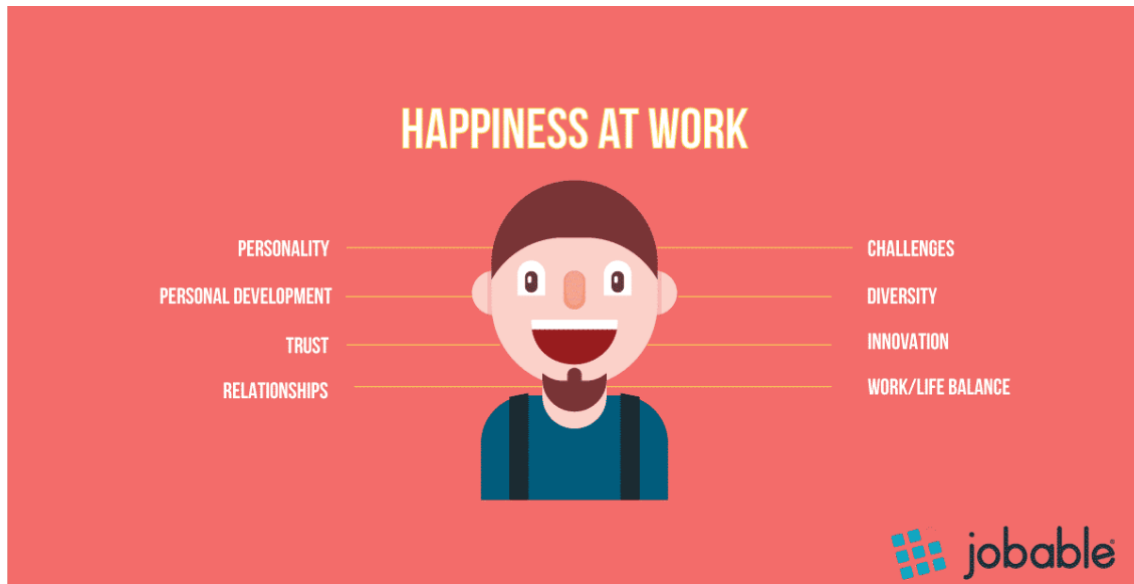 HAPPINESS AT WORK
PERSONALITY
PERSONAL DEVELOPMENT
TRUST
RELATIONSHIPS
CHALLENGES
DIVERSITY
INNOVATION
WORK/LIFE BALANCE
jobable